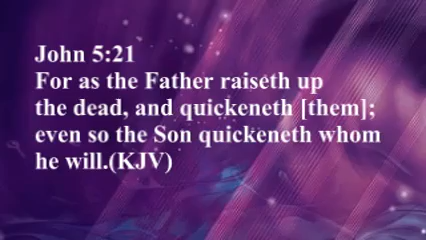 John 5:21
For as the Father raiseth up
the dead, and quickeneth [them];
even so the Son quickeneth whom
he will.(KJV)